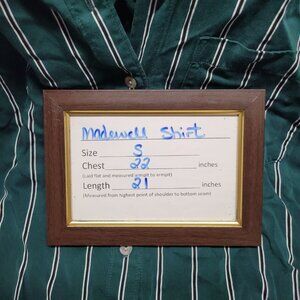 Madewell Shirt
Size S
Chest 22 inches
(Laid flat and measured armpit to armpit)
Length 21 inches
(Measured from highest point of shoulder to bottom seam)